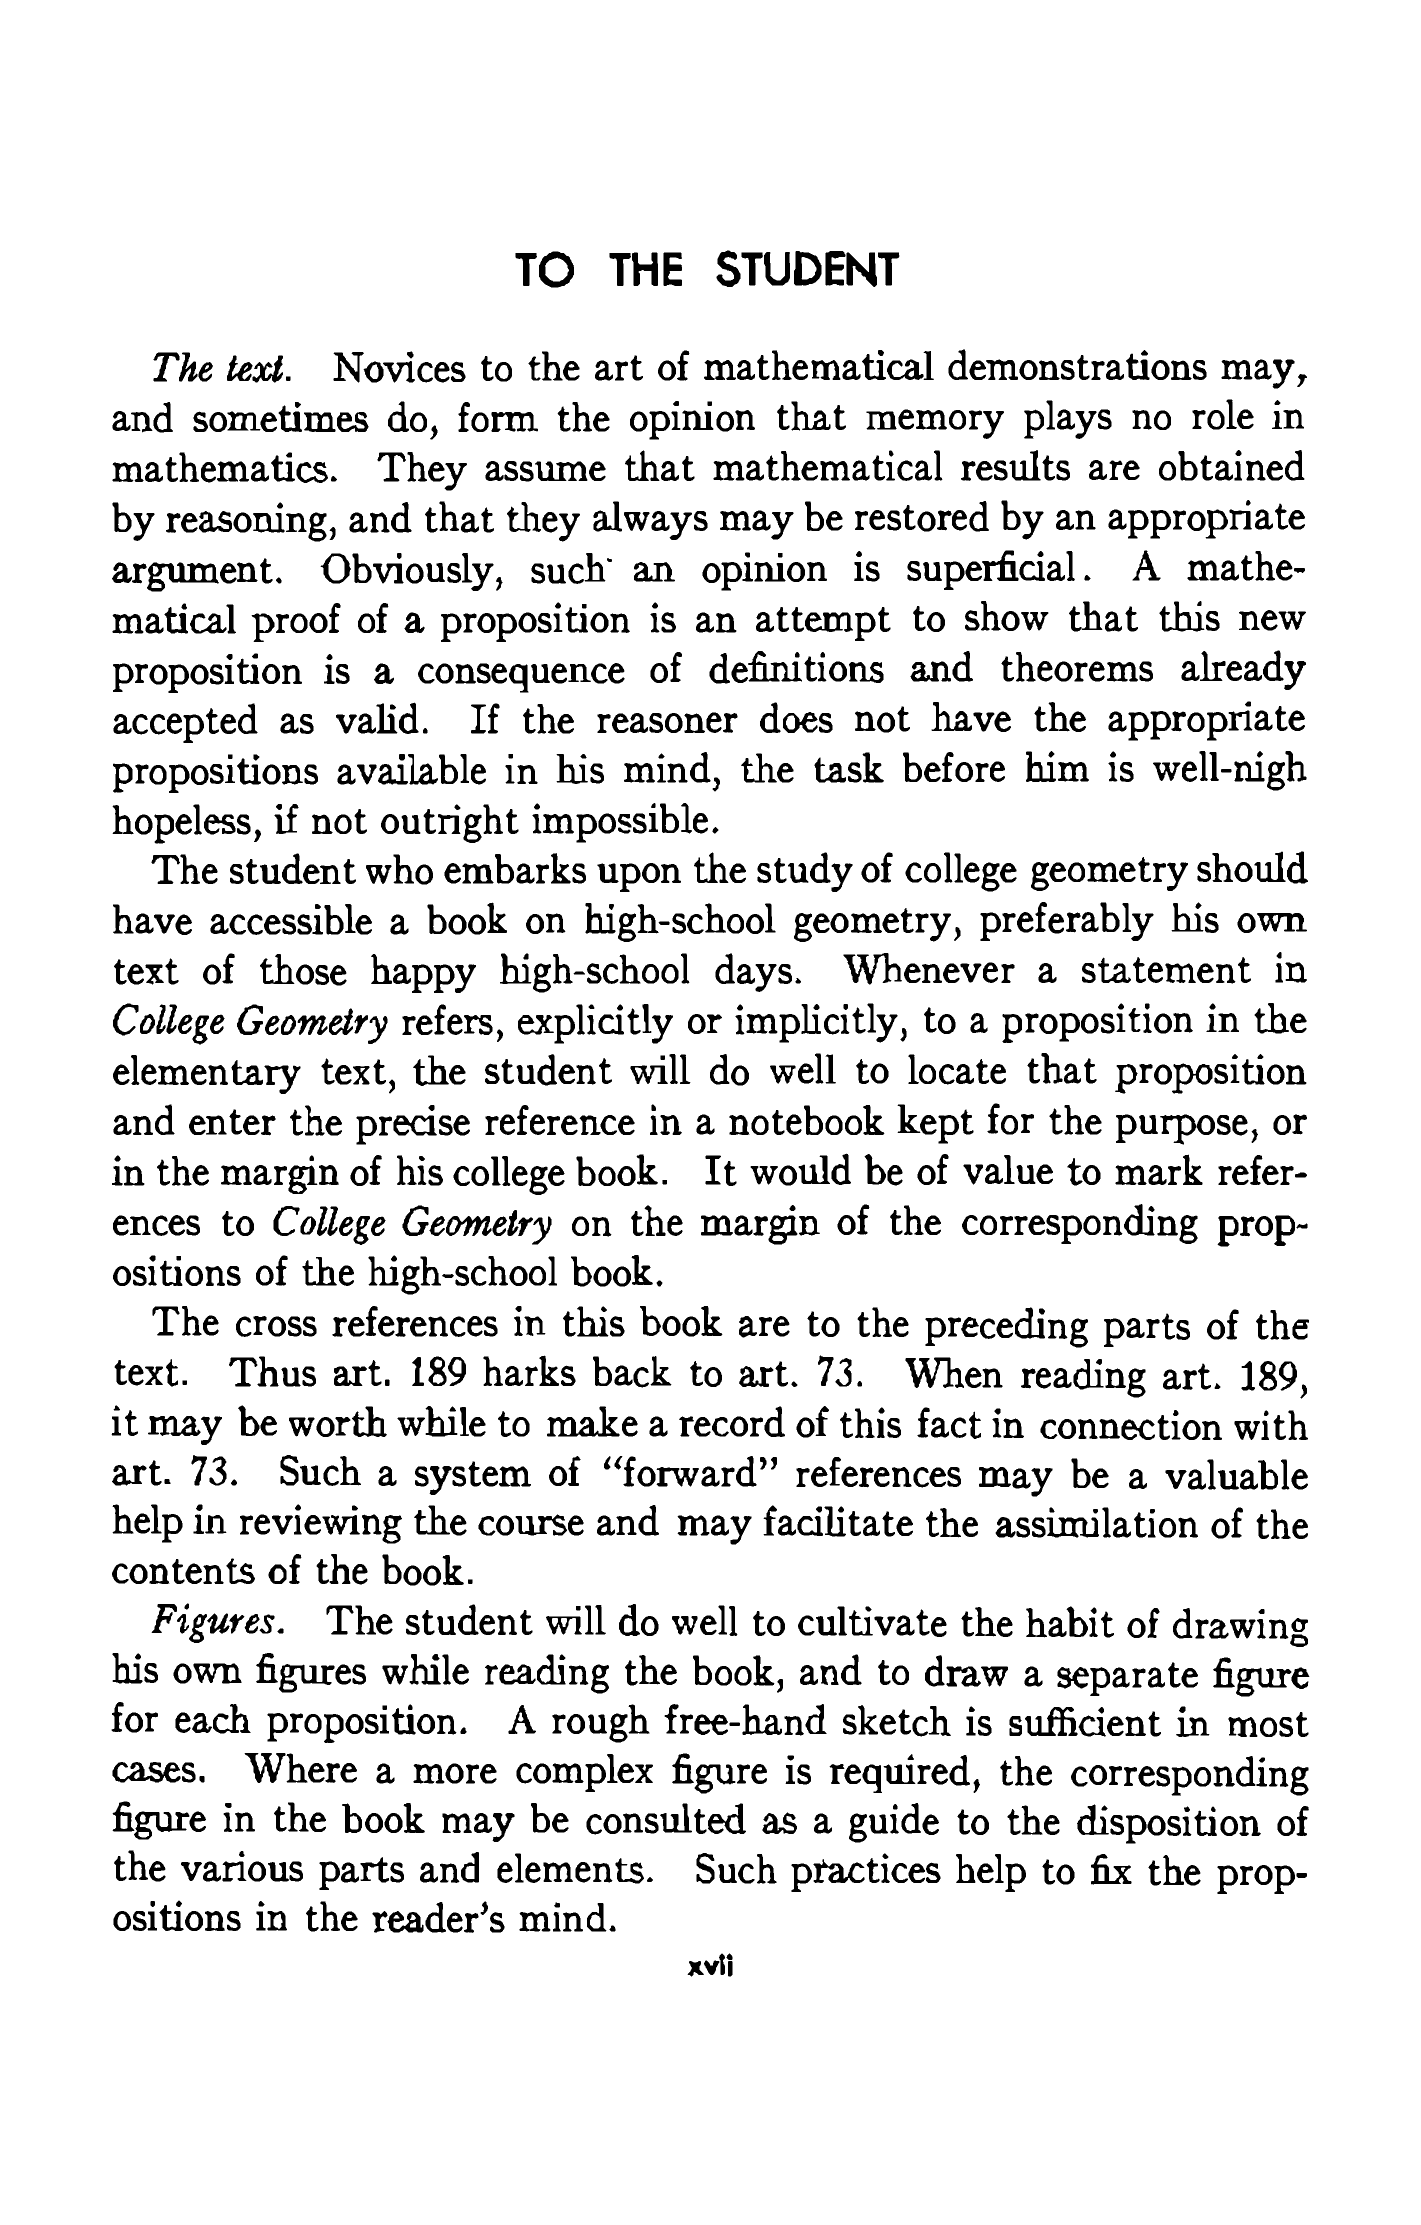 TO THE STUDENT
The text. Novices to the art of mathematical demonstrations may,
and sometimes do, form the opinion that memory plays no role in
mathematics. They assume that mathematical results are obtained
by reasoning, and that they always may be restored by an appropriate
argument. Obviously, such an opinion is superficial. A mathe-
matical proof of a proposition is an attempt to show that this new
proposition is a consequence of definitions and theorems already
accepted as valid. If the reasoner does not have the appropriate
propositions available in his mind, the task before him is well-nigh
hopeless, if not outright impossible.
The student who embarks upon the study of college geometry should
have accessible a book on high-school geometry, preferably his own
text of those happy high-school days. Whenever a statement in
College Geometry refers, explicitly or implicitly, to a proposition in the
elementary text, the student will do well to locate that proposition
and enter the precise reference in a notebook kept for the purpose, or
in the margin of his college book. It would be of value to mark refer-
ences to College Geometry on the margin of the corresponding prop-
ositions of the high-school book.
The cross references in this book are to the preceding parts of the
text. Thus art. 189 harks back to art. 73. When reading art. 189,
it may be worth while to make a record of this fact in connection with
art. 73. Such a system of “forward” references may be a valuable
help in reviewing the course and may facilitate the assimilation of the
contents of the book.
Figures. The student will do well to cultivate the habit of drawing
his own figures while reading the book, and to draw a separate figure
for each proposition. A rough free-hand sketch is sufficient in most
cases. Where a more complex figure is required, the corresponding
figure in the book may be consulted as a guide to the disposition of
the various parts and elements. Such practices help to fix the prop-
ositions in the reader’s mind.
xvii